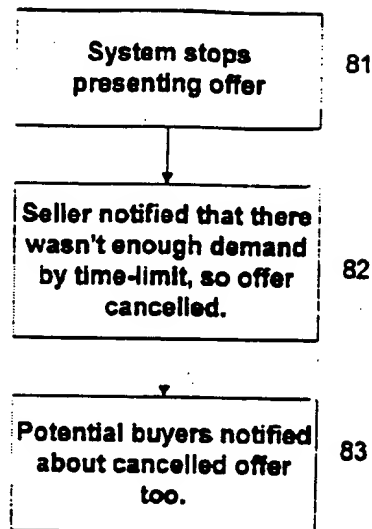 System stops
presenting offer
81
Seller notified that there
wasn't enough demand
by time-limit, so offer
cancelled.
82
Potential buyers notified
about cancelled offer
too.
83